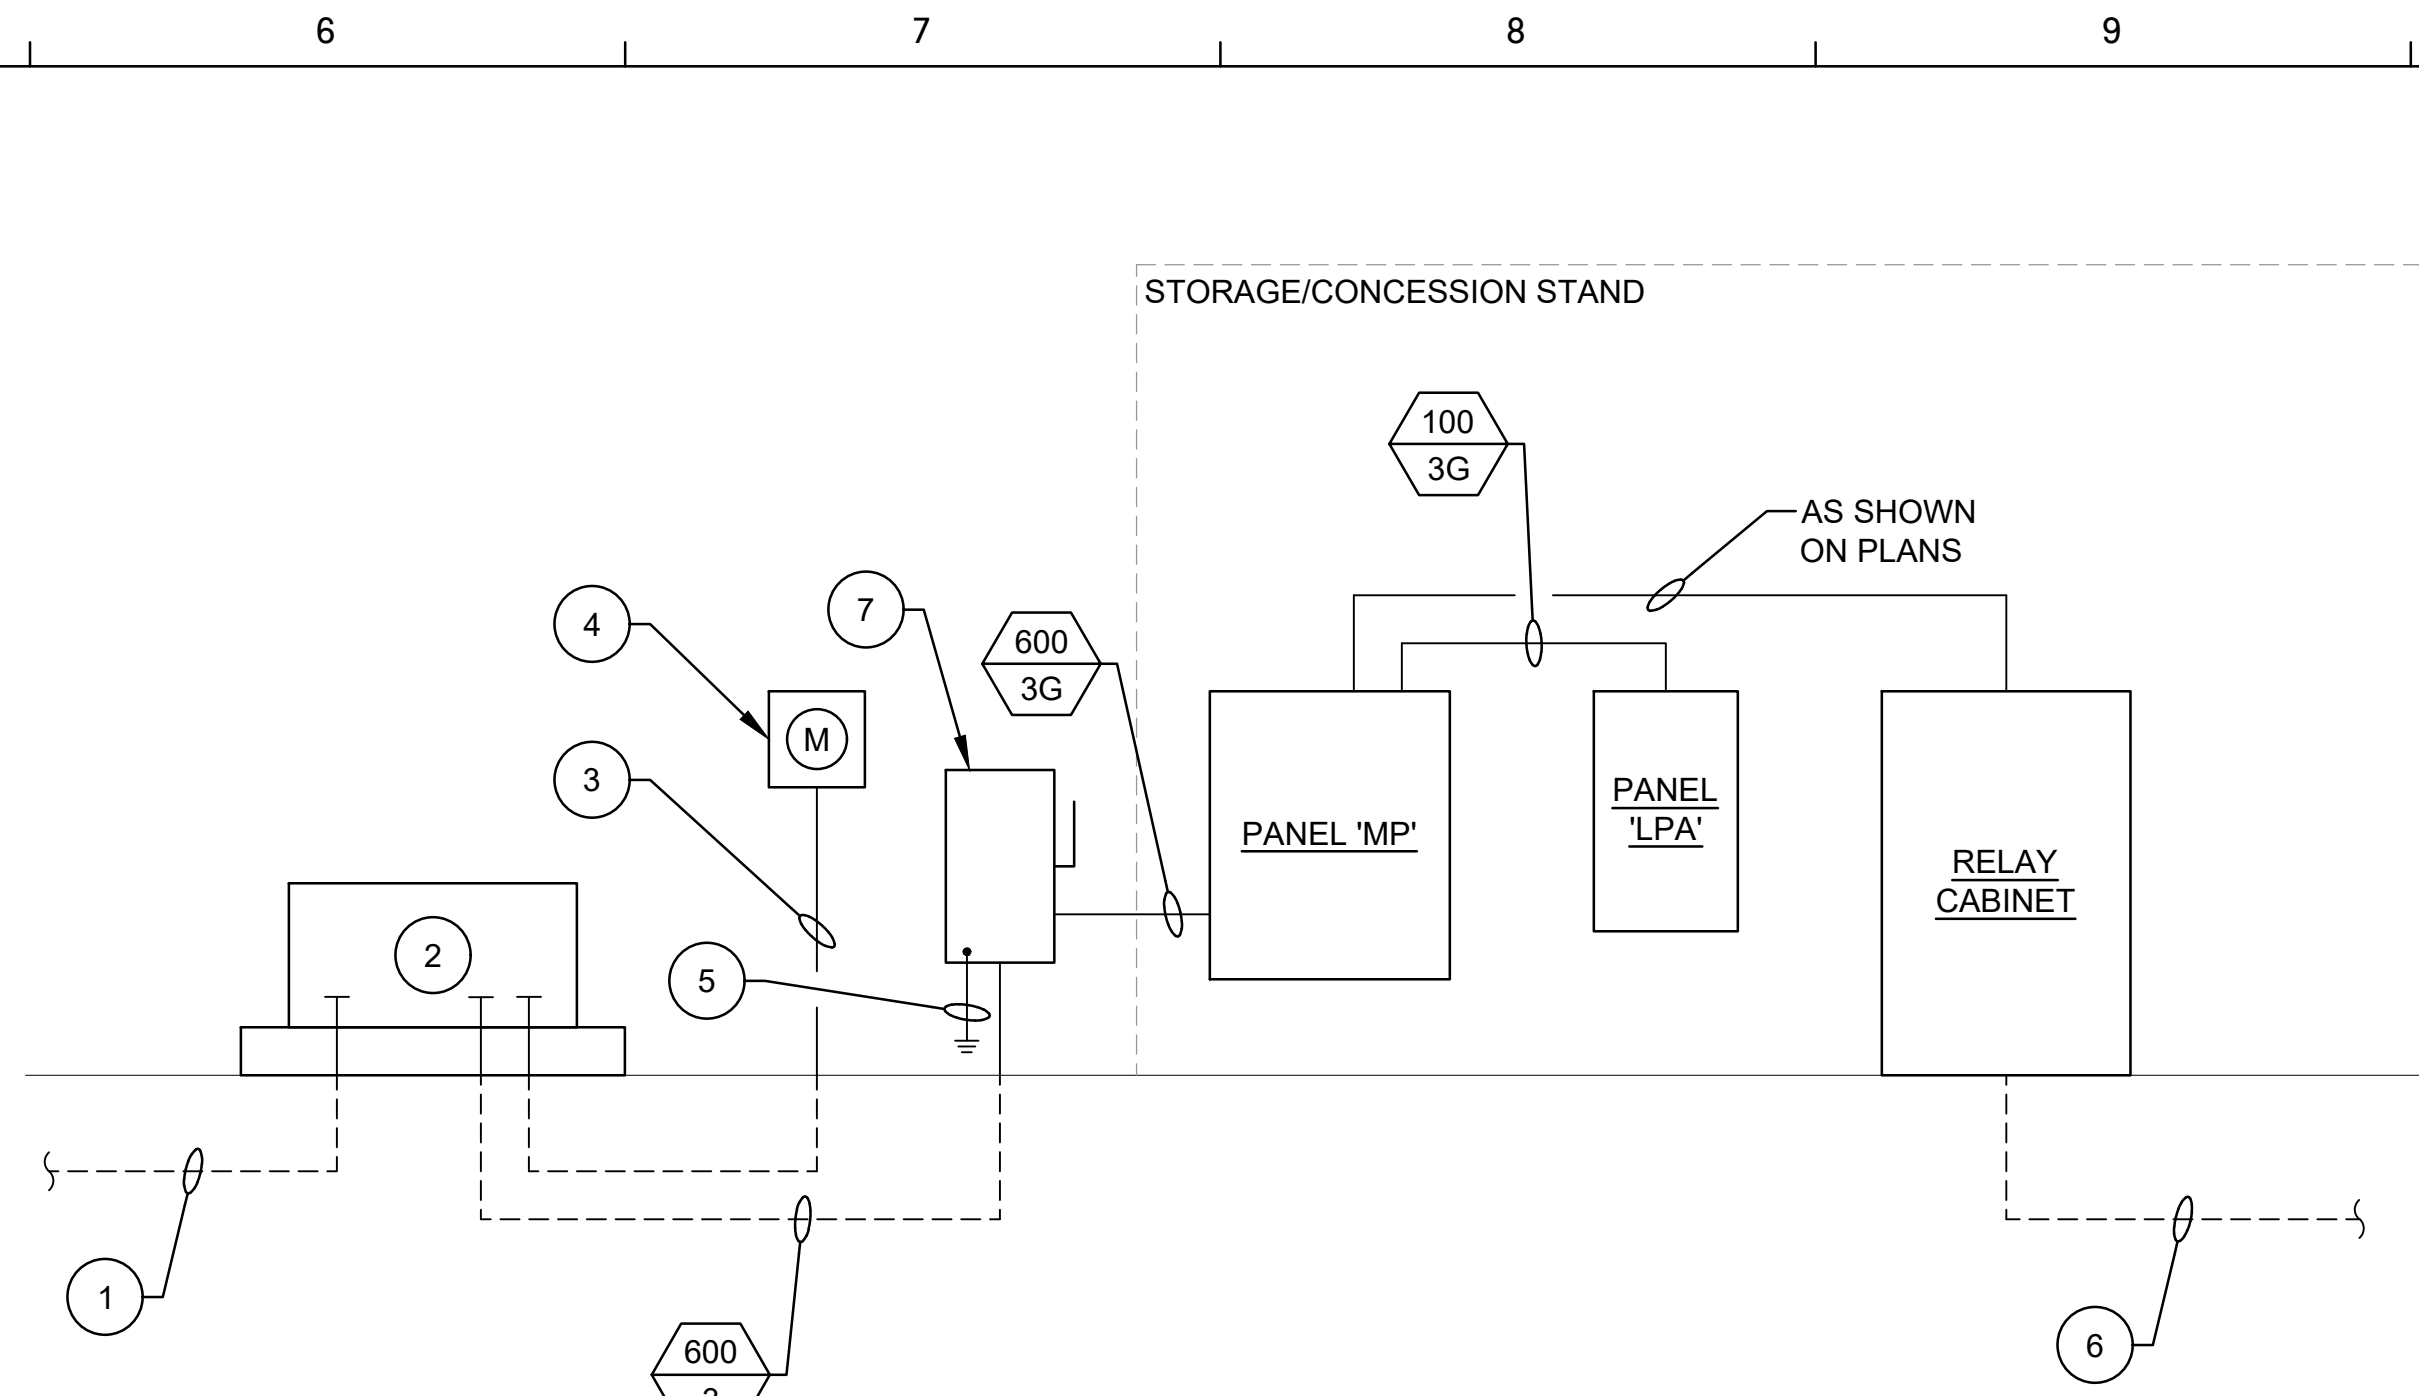 6 7 8 9
STORAGE/CONCESSION STAND
100
3G
AS SHOWN
ON PLANS
4
7
600
3G
M
3
PANEL 'MP'
PANEL
'LPA'
RELAY
CABINET
2
5
1
600
6